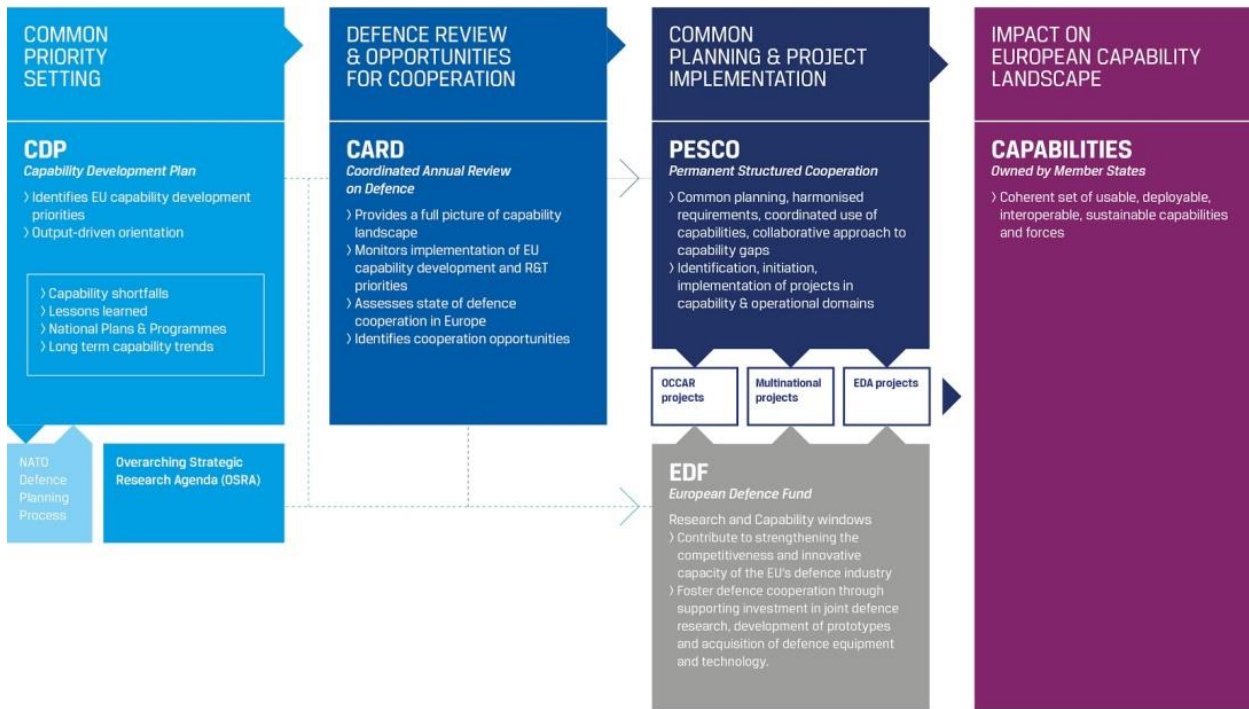 COMMON
PRIORITY
SETTING
CDP
Capability Development Plan
〉Identifies EU capability development
priorities
〉Output-driven orientation
〉Capability shortfalls
〉Lessons learned
〉National Plans & Programmes
〉Long term capability trends
NATO
Defence
Planning
Process
Overarching Strategic
Research Agenda (OSRA)
DEFENCE REVIEW
& OPPORTUNITIES
FOR COOPERATION
CARD
Coordinated Annual Review
on Defence
〉Provides a full picture of capability
landscape
〉Monitors implementation of EU
capability development and R&T
priorities
〉Assesses state of defence
cooperation in Europe
〉Identifies cooperation opportunities
COMMON
PLANNING & PROJECT
IMPLEMENTATION
PESCO
Permanent Structured Cooperation
〉Common planning, harmonised
requirements, coordinated use of
capabilities, collaborative approach to
capability gaps
〉Identification, initiation,
implementation of projects in
capability & operational domains
OCCAR
projects
Multinational
projects
EDA projects
EDF
European Defence Fund
Research and Capability windows
〉Contribute to strengthening the
competitiveness and innovative
capacity of the EU's defence industry
〉Foster defence cooperation through
supporting investment in joint defence
research, development of prototypes
and acquisition of defence equipment
and technology.
IMPACT ON
EUROPEAN CAPABILITY
LANDSCAPE
CAPABILITIES
Owned by Member States
〉Coherent set of usable, deployable,
interoperable, sustainable capabilities
and forces